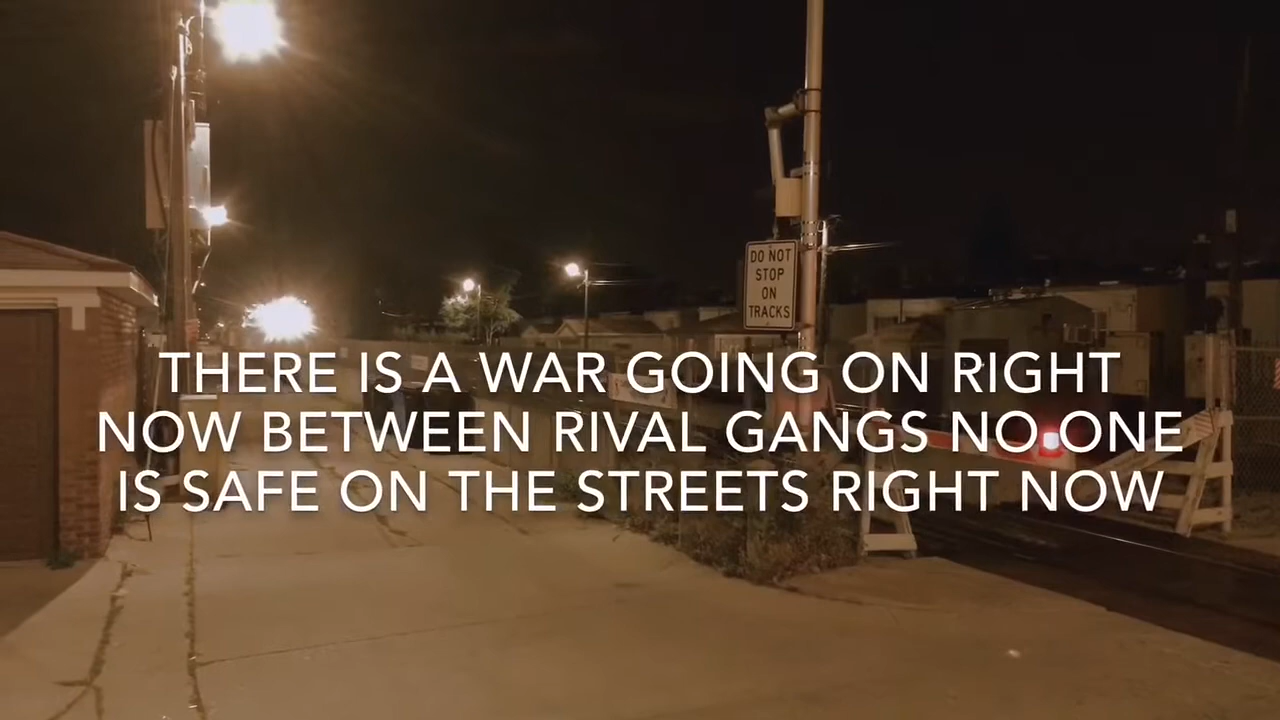 DO NOT
STOP
ON
TRACKS
THERE IS A WAR GOING ON RIGHT
NOW BETWEEN RIVAL GANGS NO ONE
IS SAFE ON THE STREETS RIGHT NOW